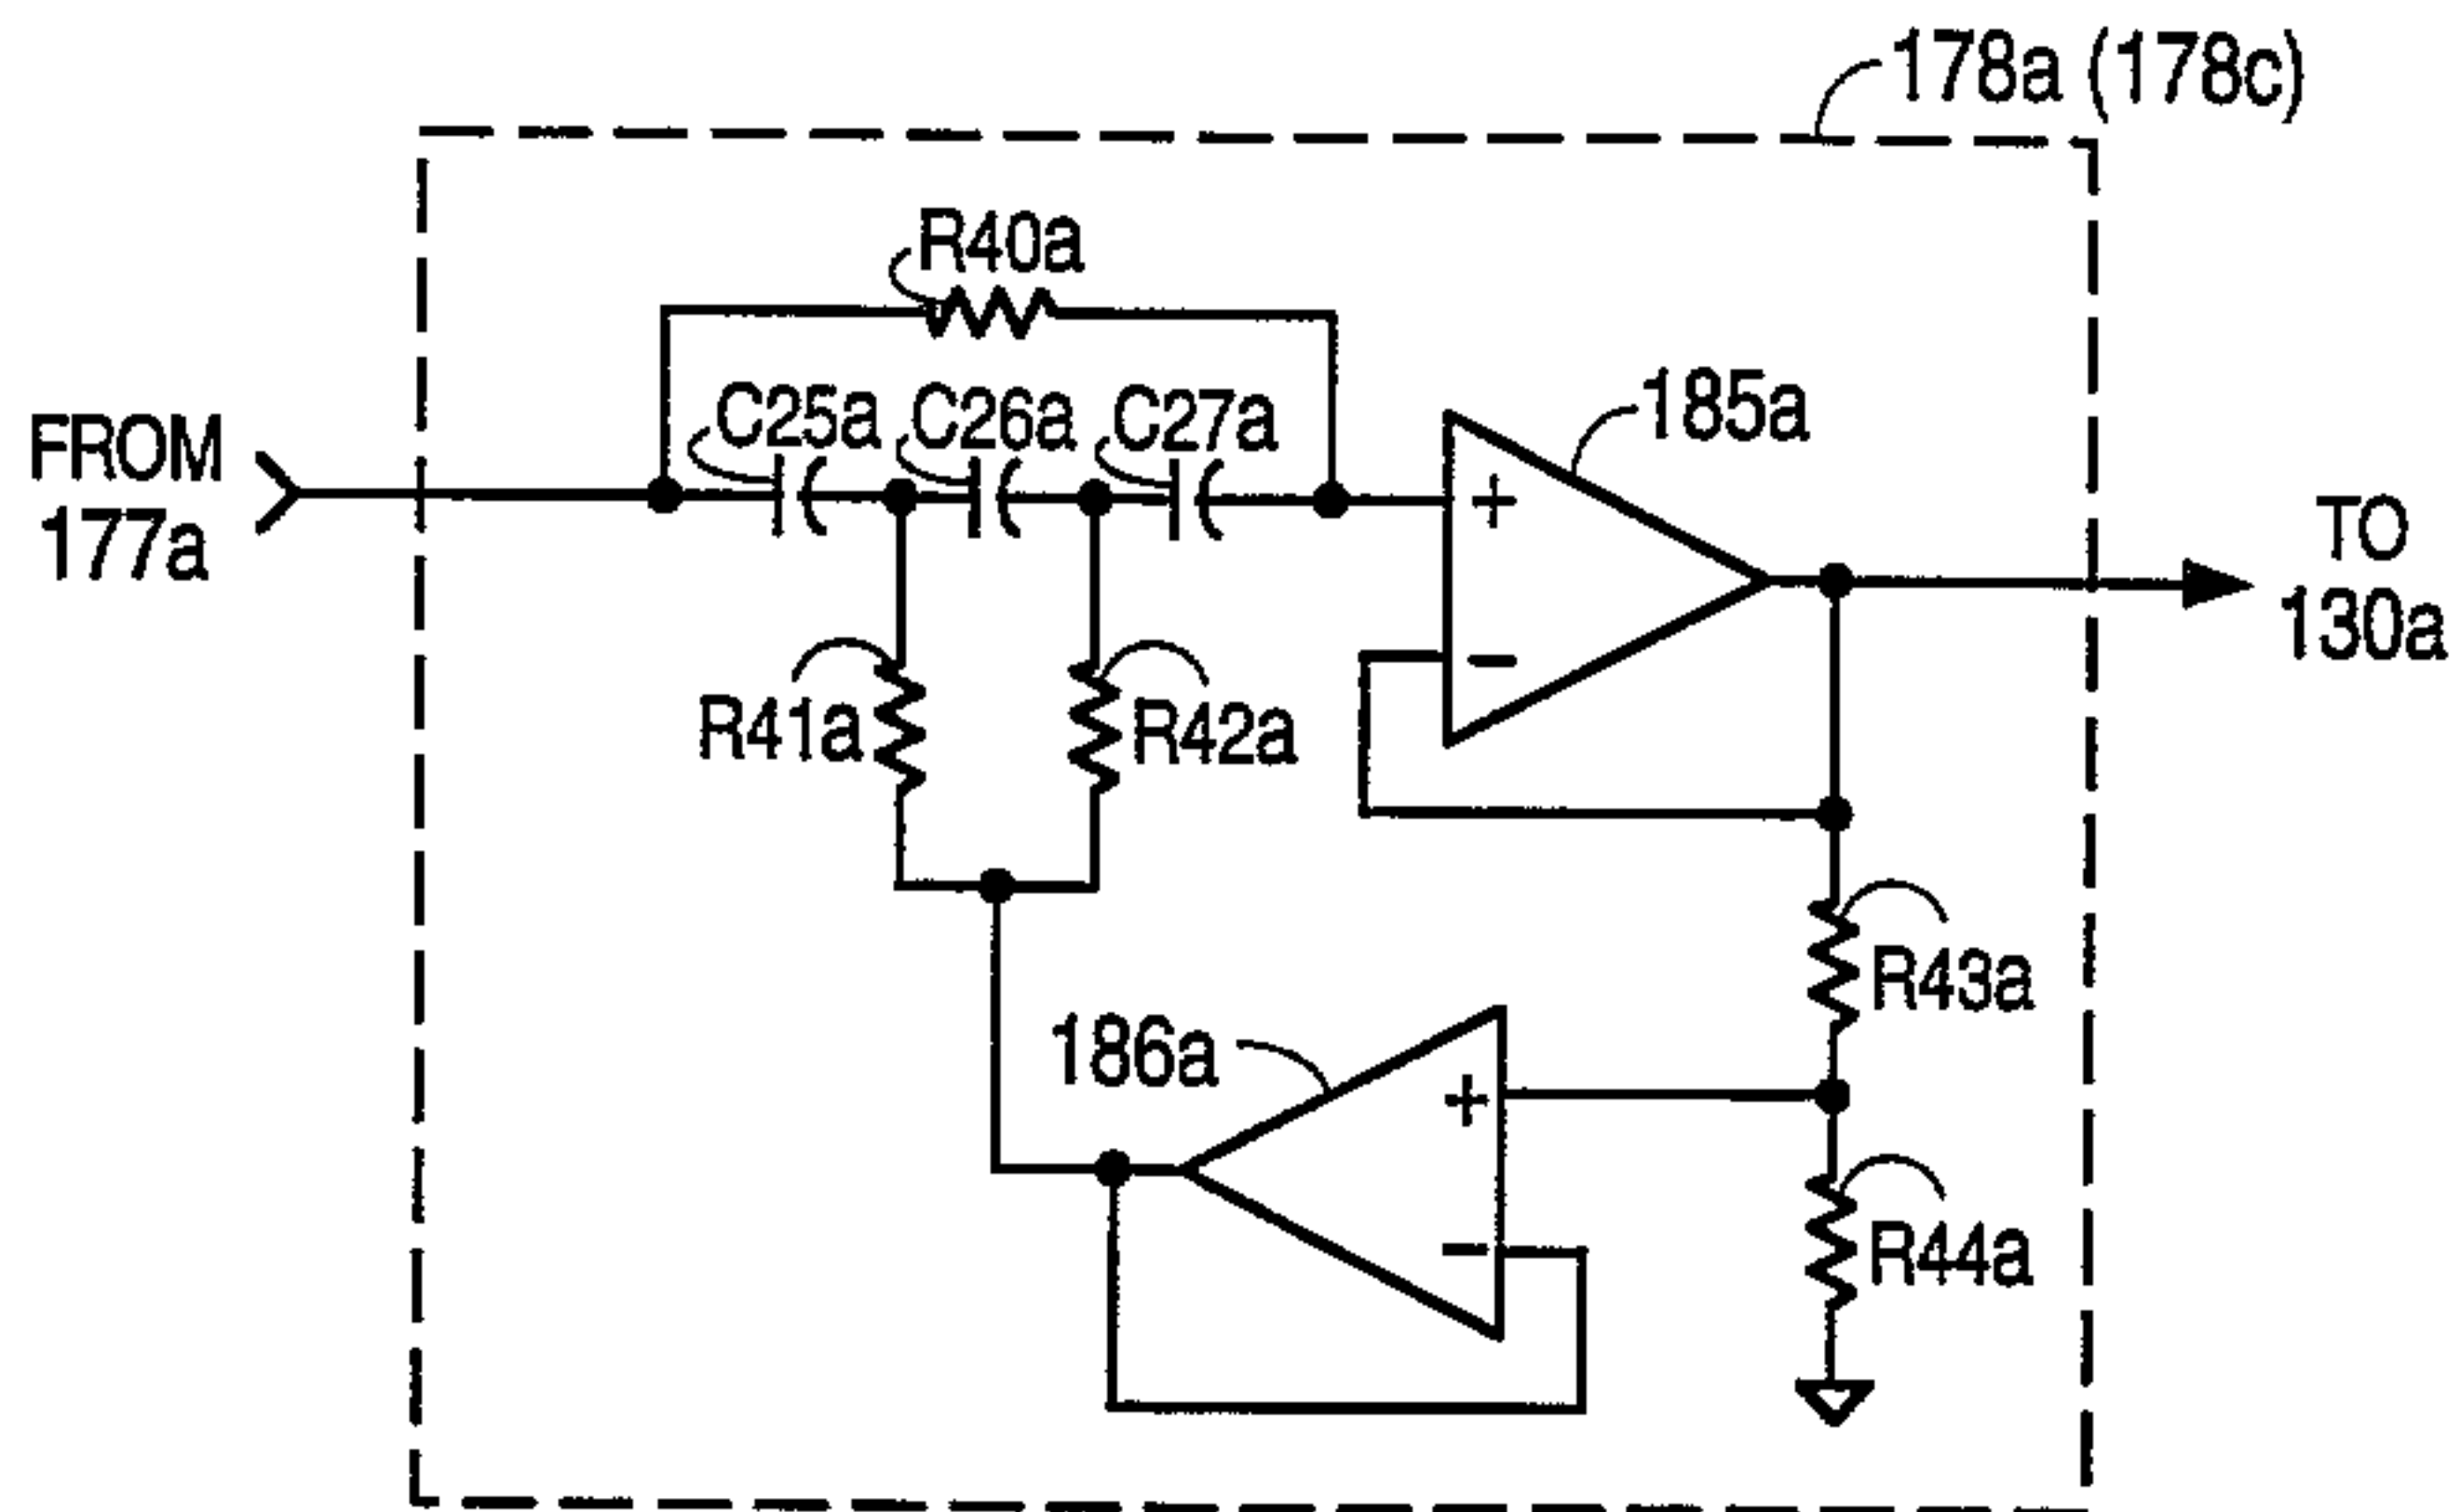 178a (178c)
R40a
C25a C26a C27a
185a
FROM
177a
+
−
TO
130a
R41a
R42a
R43a
186a
+
−
R44a